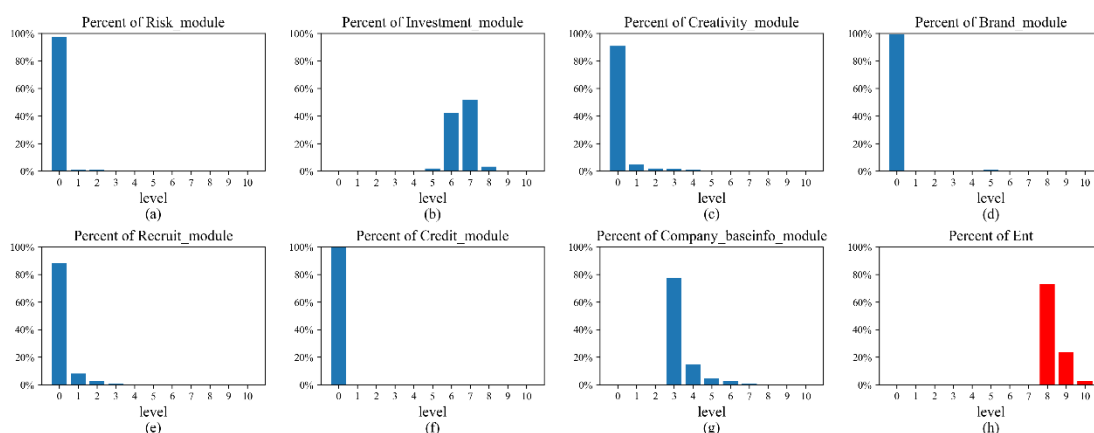 Percent of Risk_module
100%
80%
60%
40%
20%
0%
0 1 2 3 4 5 6 7 8 9 10
level
(a)
Percent of Investment_module
100%
80%
60%
40%
20%
0%
0 1 2 3 4 5 6 7 8 9 10
level
(b)
Percent of Creativity_module
100%
80%
60%
40%
20%
0%
0 1 2 3 4 5 6 7 8 9 10
level
(c)
Percent of Brand_module
100%
80%
60%
40%
20%
0%
0 1 2 3 4 5 6 7 8 9 10
level
(d)
Percent of Recruit_module
100%
80%
60%
40%
20%
0%
0 1 2 3 4 5 6 7 8 9 10
level
(e)
Percent of Credit_module
100%
80%
60%
40%
20%
0%
0 1 2 3 4 5 6 7 8 9 10
level
(f)
Percent of Company_baseinfo_module
100%
80%
60%
40%
20%
0%
0 1 2 3 4 5 6 7 8 9 10
level
(g)
Percent of Ent
100%
80%
60%
40%
20%
0%
0 1 2 3 4 5 6 7 8 9 10
level
(h)